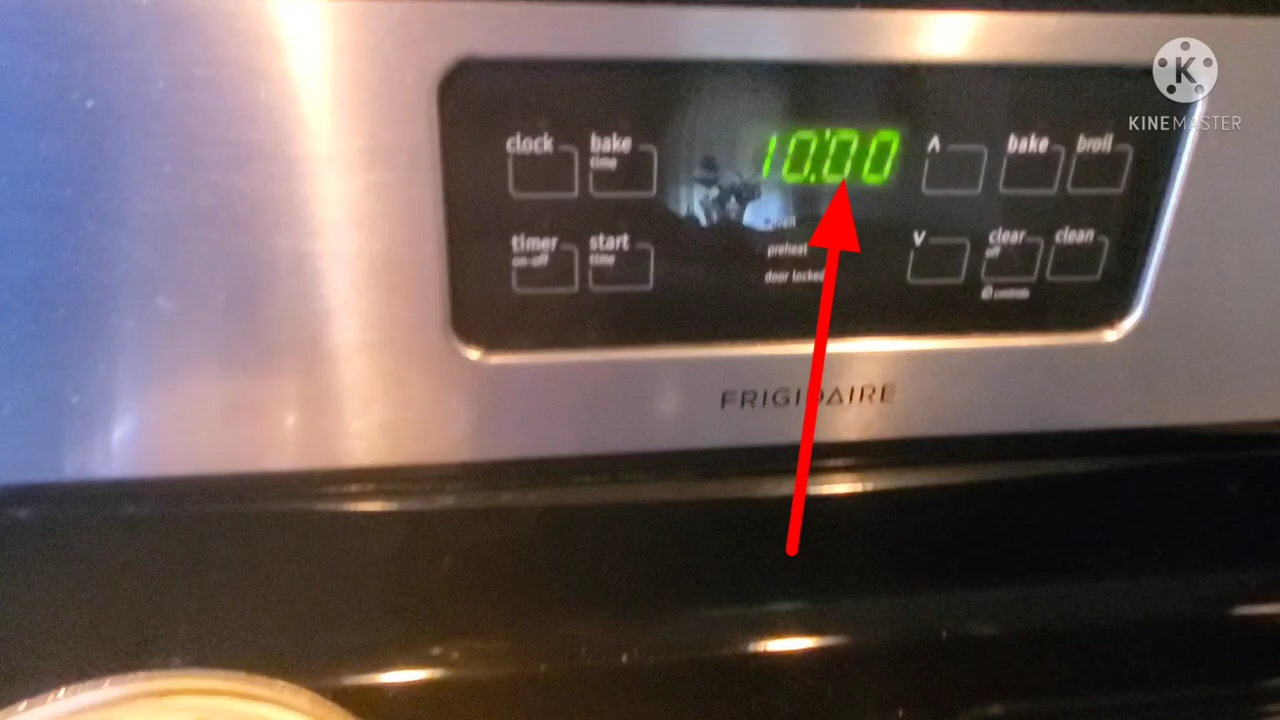 KINEMASTER
clock
bake
time
10:00
bake
broil
timer
on-off
start
time
preheat
door locked
clear
off
clean
controls
FRIGIDAIRE